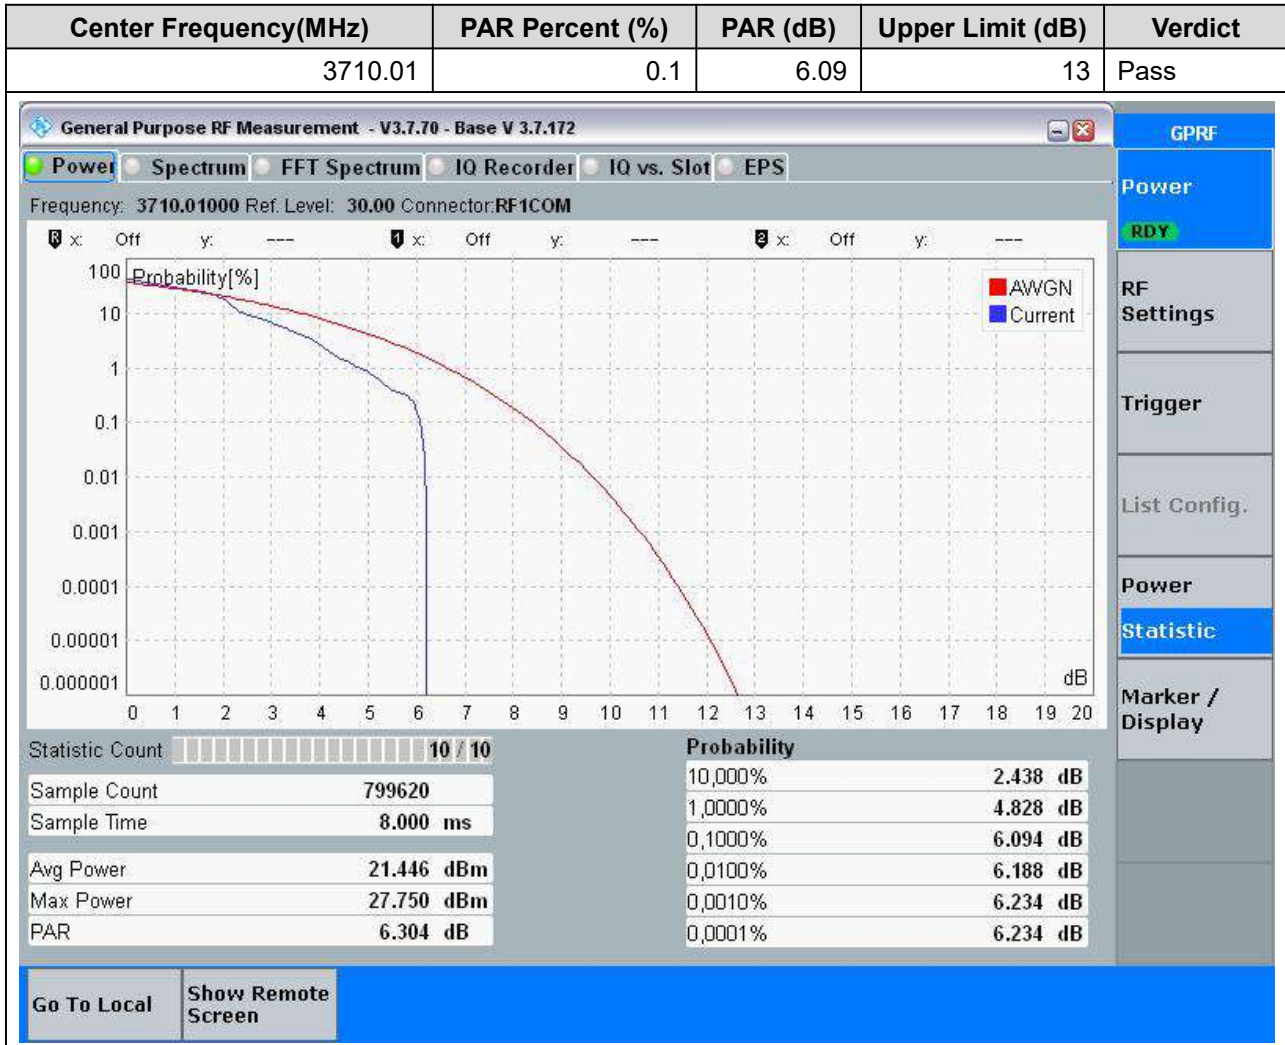 Center Frequency(MHz) PAR Percent (%) PAR (dB) Upper Limit (dB) Verdict
3710.01 0.1 6.09 13 Pass
General Purpose RF Measurement - V3.7.70 - Base V 3.7.172
GPRF
Power Spectrum FFT Spectrum IQ Recorder IQ vs. Slot EPS
Frequency: 3710.01000 Ref. Level: 30.00 Connector:RF1COM
R x: Off y: --- 1 x: Off y: --- 2 x: Off y: ---
Probability[%]
AWGN
Current
100
10
1
0.1
0.01
0.001
0.0001
0.00001
0.000001
dB
0 1 2 3 4 5 6 7 8 9 10 11 12 13 14 15 16 17 18 19 20
Statistic Count 10 / 10
Sample Count 799620
Sample Time 8.000 ms
Avg Power 21.446 dBm
Max Power 27.750 dBm
PAR 6.304 dB
Probability
10,000% 2.438 dB
1,0000% 4.828 dB
0,1000% 6.094 dB
0,0100% 6.188 dB
0,0010% 6.234 dB
0,0001% 6.234 dB
Power
RDY
RF
Settings
Trigger
List Config.
Power
Statistic
Marker /
Display
Go To Local
Show Remote
Screen